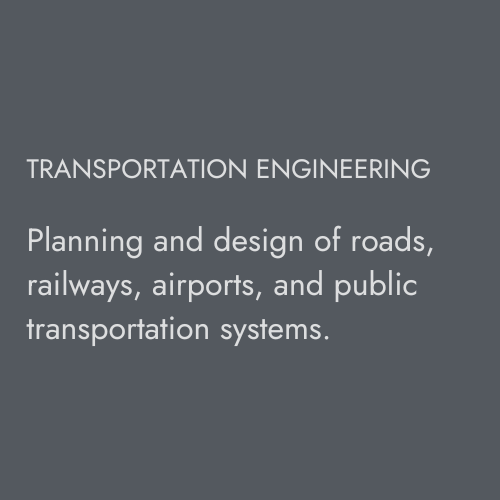 TRANSPORTATION ENGINEERING
Planning and design of roads,
railways, airports, and public
transportation systems.